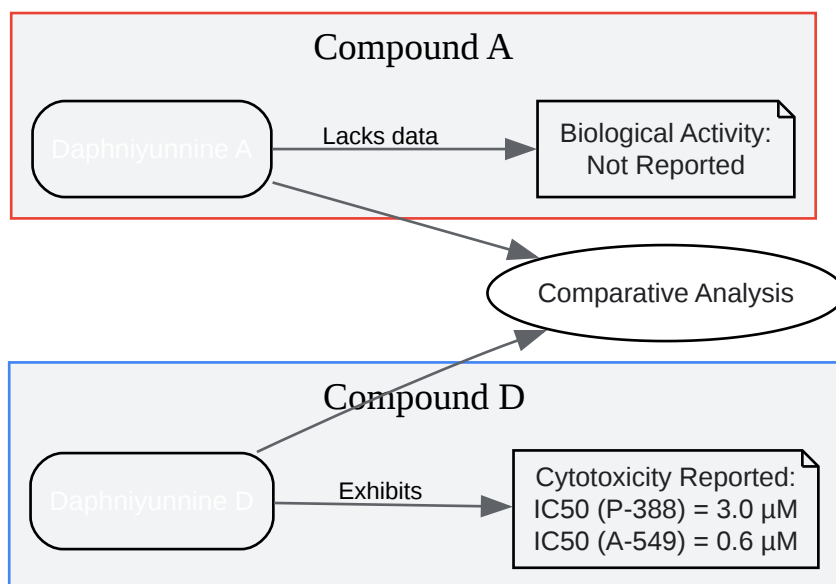 Compound A
Daphniyunnine A
Lacks data
Biological Activity:
Not Reported
Comparative Analysis
Compound D
Daphniyunnine D
Exhibits
Cytotoxicity Reported:
IC50 (P-388) = 3.0 µM
IC50 (A-549) = 0.6 µM